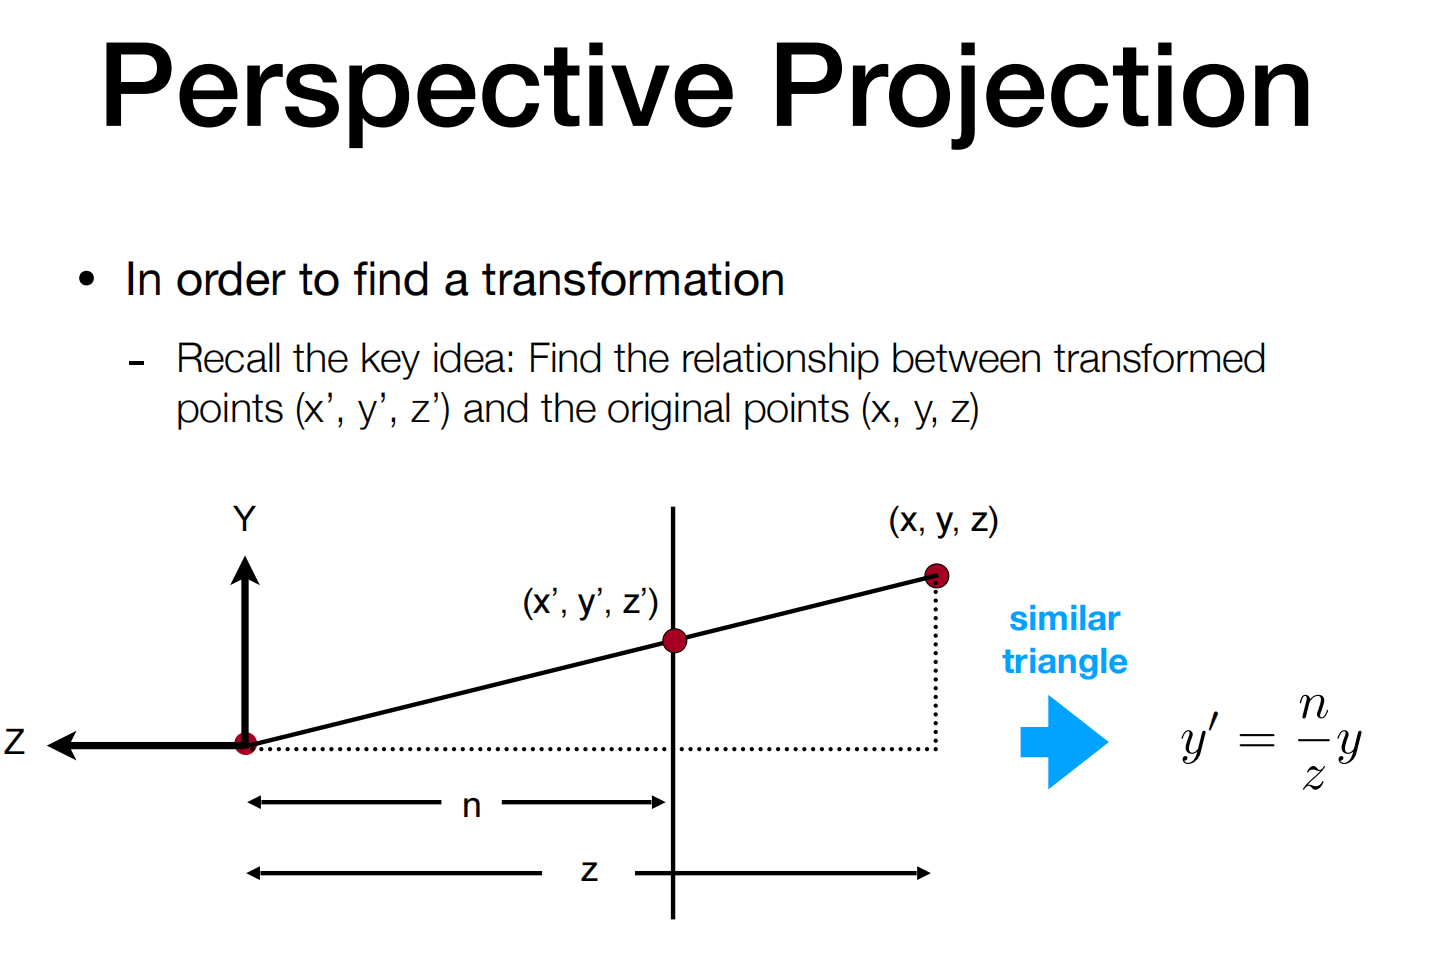 Perspective Projection
• In order to find a transformation
- Recall the key idea: Find the relationship between transformed
points (x’, y’, z’) and the original points (x, y, z)
Y
(x, y, z)
(x’, y’, z’)
similar
triangle
Z
y′ = n/z y
n
z